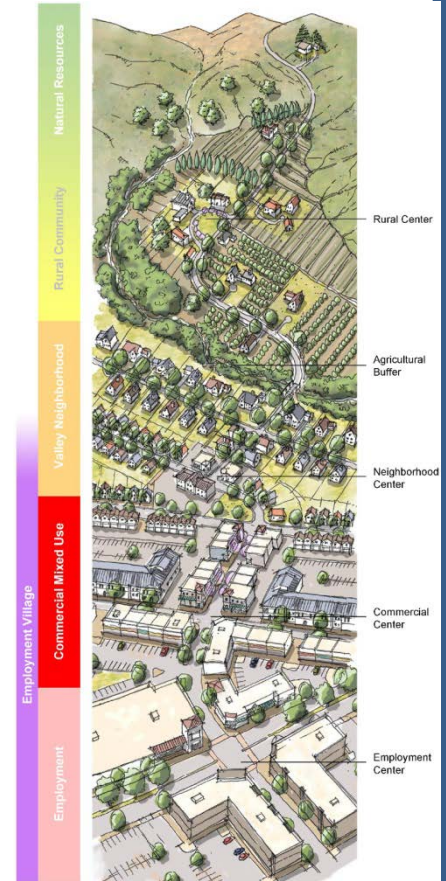 Natural Resources
Rural Community
Valley Neighborhood
Commercial Mixed Use
Employment
Employment Village
Rural Center
Agricultural
Buffer
Neighborhood
Center
Commercial
Center
Employment
Center